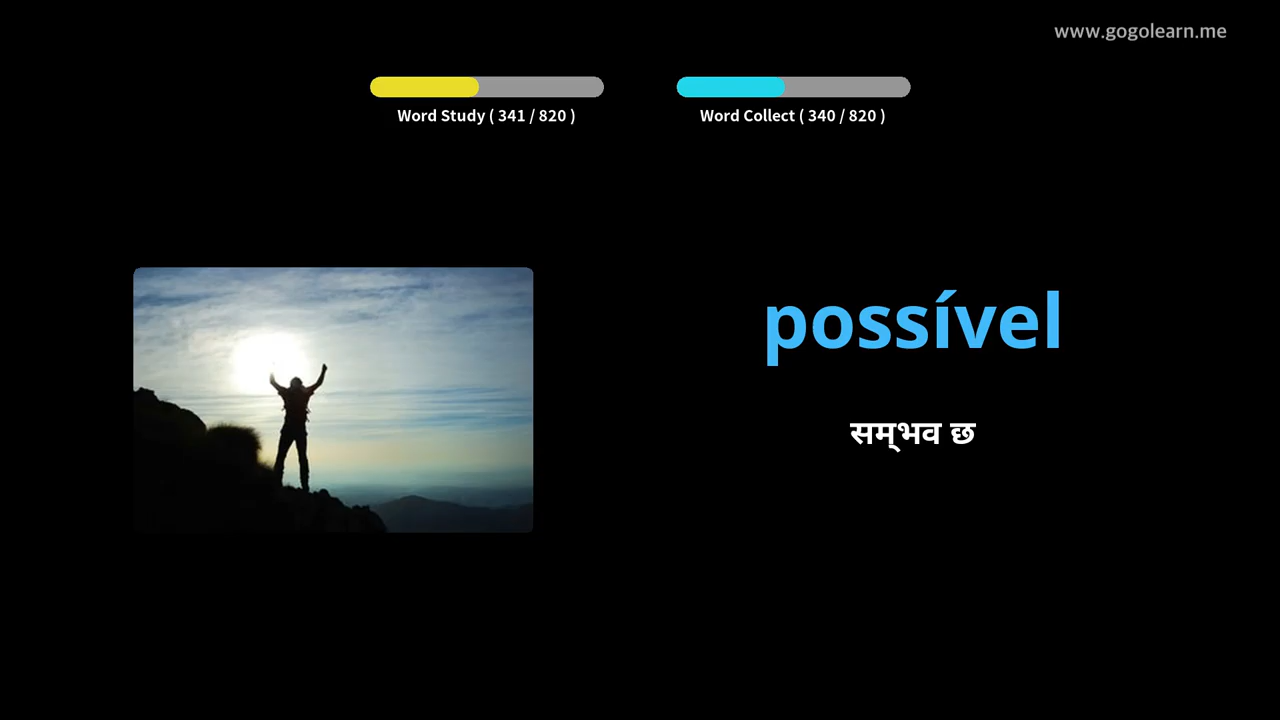 www.gogolearn.me
Word Study ( 341 / 820 )
Word Collect ( 340 / 820 )
possível
सम्‌भव छ